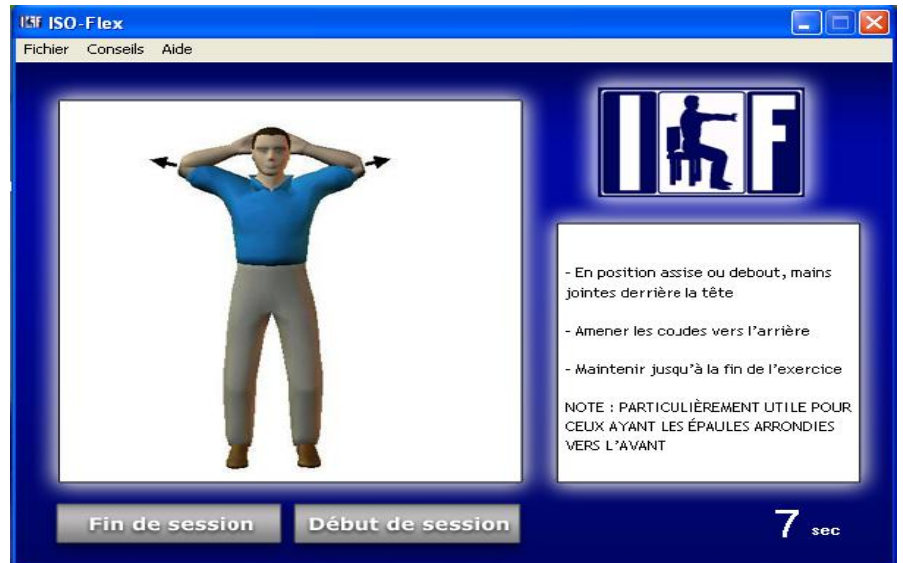 ISF ISO-Flex
Fichier Conseils Aide
I F
- En position assise ou debout, mains
jointes derrière la tête
- Amener les coudes vers l'arrière
- Maintenir jusqu'à la fin de l'exercice
NOTE : PARTICULIÈREMENT UTILE POUR
CEUX AYANT LES ÉPAULES ARRONDIES
VERS L'AVANT
Fin de session Début de session
7 sec